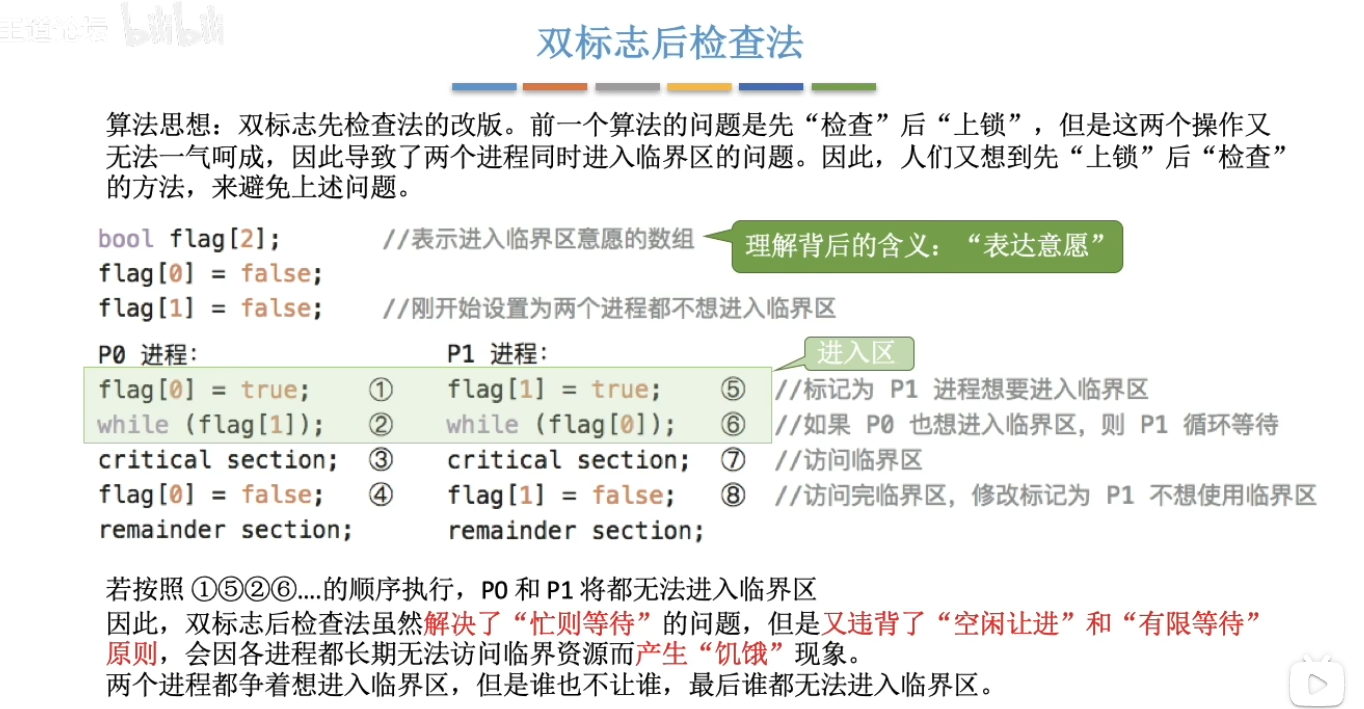 王道论坛 bilibili
双标志后检查法
算法思想：双标志先检查法的改版。前一个算法的问题是先“检查”后“上锁”，但是这两个操作又
无法一气呵成，因此导致了两个进程同时进入临界区的问题。因此，人们又想到先“上锁”后“检查”
的方法，来避免上述问题。
bool flag[2]; //表示进入临界区意愿的数组
理解背后的含义：“表达意愿”
flag[0] = false;
flag[1] = false; //刚开始设置为两个进程都不想进入临界区
P0 进程: P1 进程:
进入区
flag[0] = true; ① flag[1] = true; ⑤ //标记为 P1 进程想要进入临界区
while (flag[1]); ② while (flag[0]); ⑥ //如果 P0 也想进入临界区，则 P1 循环等待
critical section; ③ critical section; ⑦ //访问临界区
flag[0] = false; ④ flag[1] = false; ⑧ //访问完临界区，修改标记为 P1 不想使用临界区
remainder section; remainder section;
若按照 ①⑤②⑥....的顺序执行，P0 和 P1 将都无法进入临界区
因此，双标志后检查法虽然解决了“忙则等待”的问题，但是又违背了“空闲让进”和“有限等待”
原则，会因各进程都长期无法访问临界资源而产生“饥饿”现象。
两个进程都争着想进入临界区，但是谁也不让谁，最后谁都无法进入临界区。